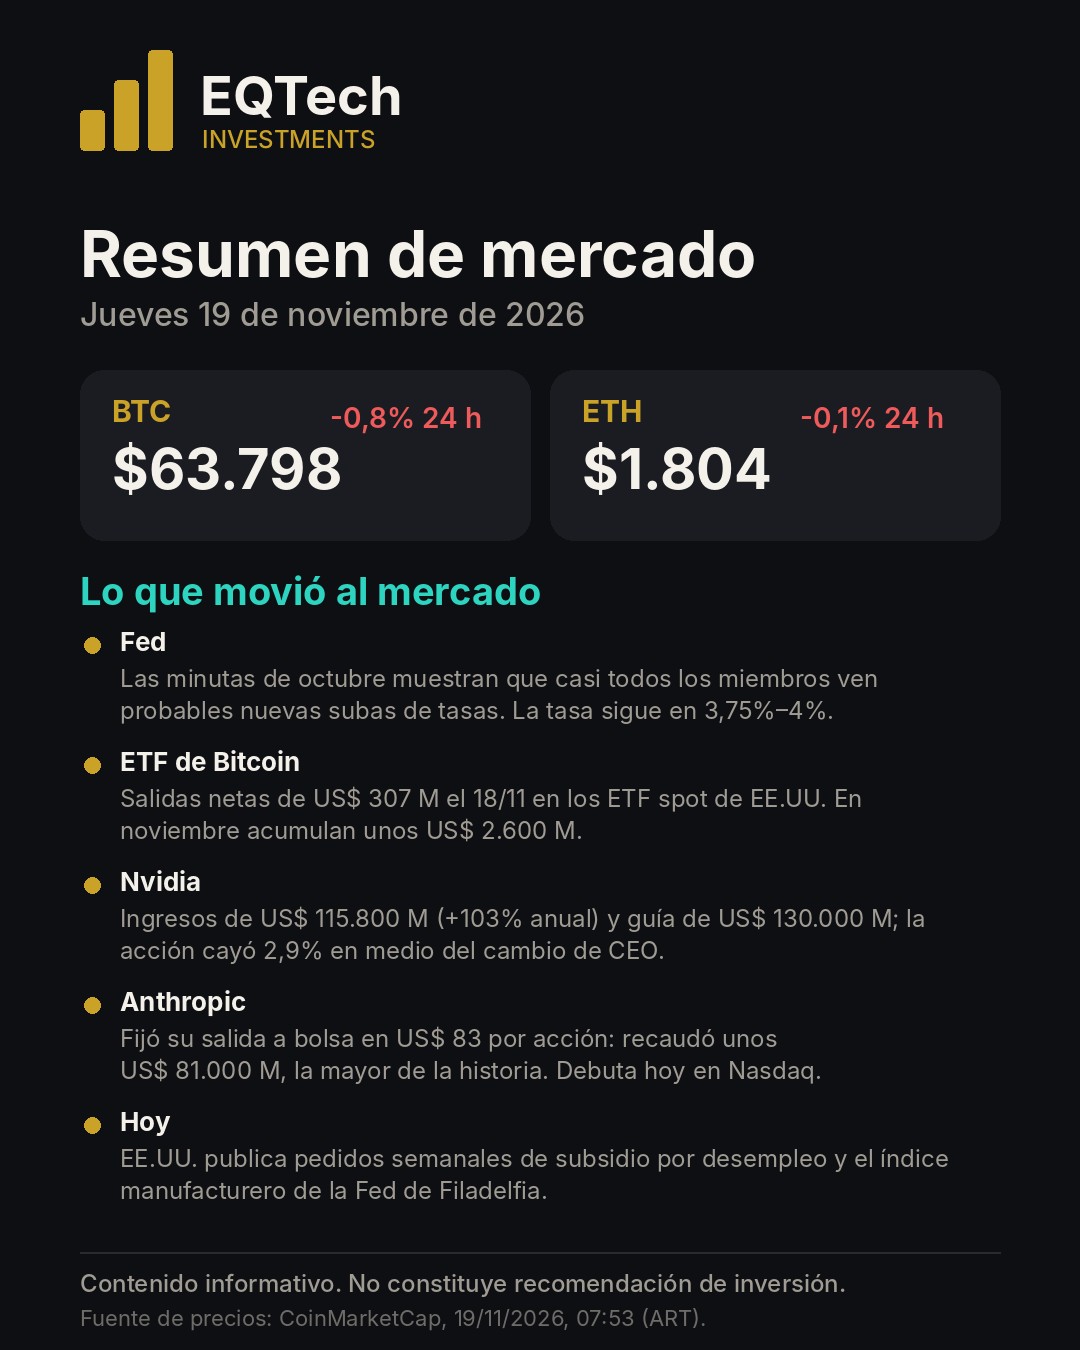 EQTech
INVESTMENTS
Resumen de mercado
Jueves 19 de noviembre de 2026
BTC
-0,8% 24 h
$63.798
ETH
-0,1% 24 h
$1.804
Lo que movió al mercado
Fed
Las minutas de octubre muestran que casi todos los miembros ven
probables nuevas subas de tasas. La tasa sigue en 3,75%–4%.
ETF de Bitcoin
Salidas netas de US$ 307 M el 18/11 en los ETF spot de EE.UU. En
noviembre acumulan unos US$ 2.600 M.
Nvidia
Ingresos de US$ 115.800 M (+103% anual) y guía de US$ 130.000 M; la
acción cayó 2,9% en medio del cambio de CEO.
Anthropic
Fijó su salida a bolsa en US$ 83 por acción: recaudó unos
US$ 81.000 M, la mayor de la historia. Debuta hoy en Nasdaq.
Hoy
EE.UU. publica pedidos semanales de subsidio por desempleo y el índice
manufacturero de la Fed de Filadelfia.
Contenido informativo. No constituye recomendación de inversión.
Fuente de precios: CoinMarketCap, 19/11/2026, 07:53 (ART).